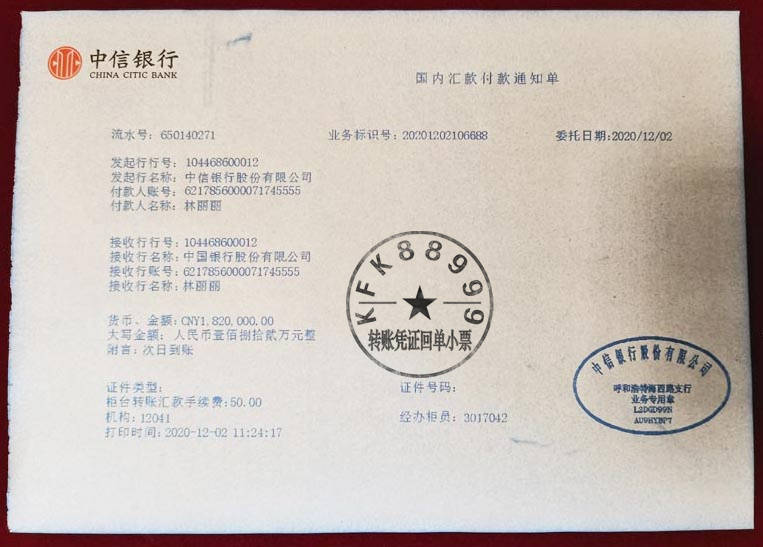 中信银行
CHINA CITIC BANK
国内汇款付款通知单
流水号: 650140271 业务标识号: 20201202106688 委托日期:2020/12/02
发起行行号: 104468600012
发起行名称: 中信银行股份有限公司
付款人账号: 6217856000071745555
付款人名称: 林丽丽
接收行行号: 104468600012
接收行名称: 中国银行股份有限公司
接收行账号: 6217856000071745555
接收行名称: 林丽丽
KFK88999
转账凭证回单小票
货币、金额: CNY1,820,000.00
大写金额: 人民币壹佰捌拾贰万元整
附言: 次日到账
中信银行股份有限公司
呼和浩特海西路支行
业务专用章
L2DGD99N
AU9HYBP7
证件类型: 证件号码:
柜台转账汇款手续费:50.00
机构: 12041 经办柜员: 3017042
打印时间: 2020-12-02 11:24:17